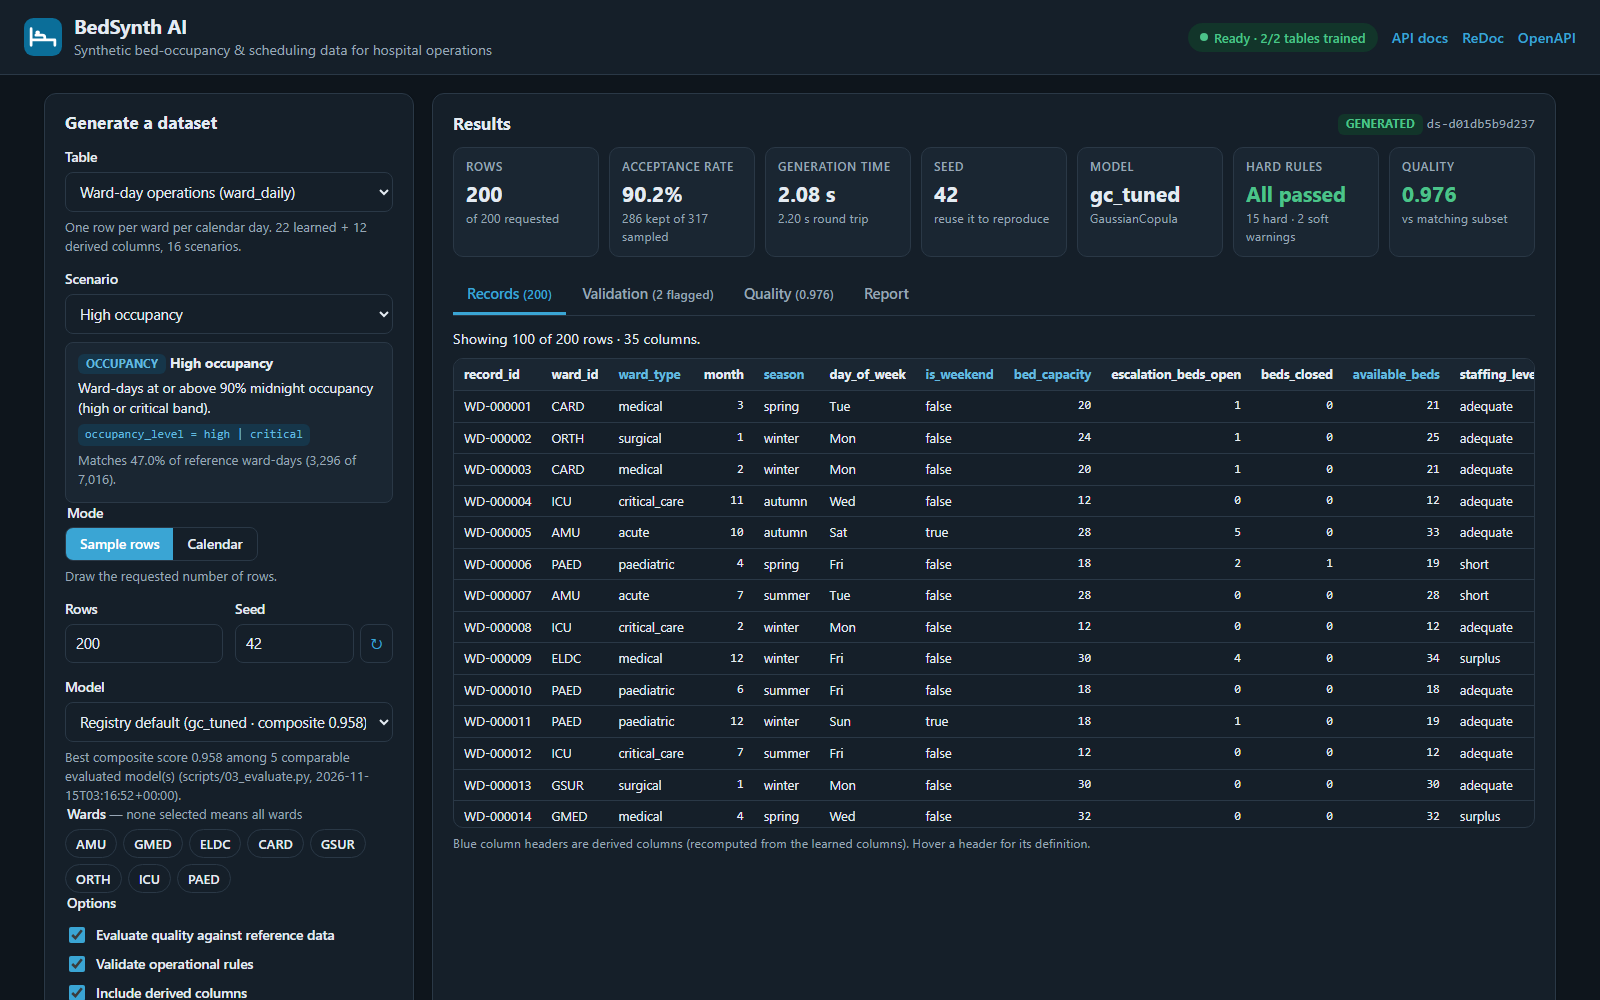 BedSynth AI
Synthetic bed-occupancy & scheduling data for hospital operations
Ready · 2/2 tables trained
API docs
ReDoc
OpenAPI
Generate a dataset
Table
Ward-day operations (ward_daily)
One row per ward per calendar day. 22 learned + 12
derived columns, 16 scenarios.
Scenario
High occupancy
OCCUPANCY High occupancy
Ward-days at or above 90% midnight occupancy
(high or critical band).
occupancy_level = high | critical
Matches 47.0% of reference ward-days (3,296 of
7,016).
Mode
Sample rows
Calendar
Draw the requested number of rows.
Rows
Seed
200
42
↻
Model
Registry default (gc_tuned · composite 0.958)
Best composite score 0.958 among 5 comparable
evaluated model(s) (scripts/03_evaluate.py, 2026-11-
15T03:16:52+00:00).
Wards — none selected means all wards
AMU GMED ELDC CARD GSUR
ORTH ICU PAED
Options
Evaluate quality against reference data
Validate operational rules
Include derived columns
Results
GENERATED ds-d01db5b9d237
ROWS
200
of 200 requested
ACCEPTANCE RATE
90.2%
286 kept of 317
sampled
GENERATION TIME
2.08 s
2.20 s round trip
SEED
42
reuse it to reproduce
MODEL
gc_tuned
GaussianCopula
HARD RULES
All passed
15 hard · 2 soft
warnings
QUALITY
0.976
vs matching subset
Records (200)
Validation (2 flagged)
Quality (0.976)
Report
Showing 100 of 200 rows · 35 columns.
record_id ward_id ward_type month season day_of_week is_weekend bed_capacity escalation_beds_open beds_closed available_beds staffing_leve
WD-000001 CARD medical 3 spring Tue false 20 1 0 21 adequate
WD-000002 ORTH surgical 1 winter Mon false 24 1 0 25 adequate
WD-000003 CARD medical 2 winter Mon false 20 1 0 21 adequate
WD-000004 ICU critical_care 11 autumn Wed false 12 0 0 12 adequate
WD-000005 AMU acute 10 autumn Sat true 28 5 0 33 adequate
WD-000006 PAED paediatric 4 spring Fri false 18 2 1 19 short
WD-000007 AMU acute 7 summer Tue false 28 0 0 28 short
WD-000008 ICU critical_care 2 winter Mon false 12 0 0 12 adequate
WD-000009 ELDC medical 12 winter Fri false 30 4 0 34 surplus
WD-000010 PAED paediatric 6 summer Fri false 18 0 0 18 adequate
WD-000011 PAED paediatric 12 winter Sun true 18 1 0 19 adequate
WD-000012 ICU critical_care 7 summer Fri false 12 0 0 12 adequate
WD-000013 GSUR surgical 1 winter Mon false 30 0 0 30 adequate
WD-000014 GMED medical 4 spring Wed false 32 0 0 32 surplus
Blue column headers are derived columns (recomputed from the learned columns). Hover a header for its definition.